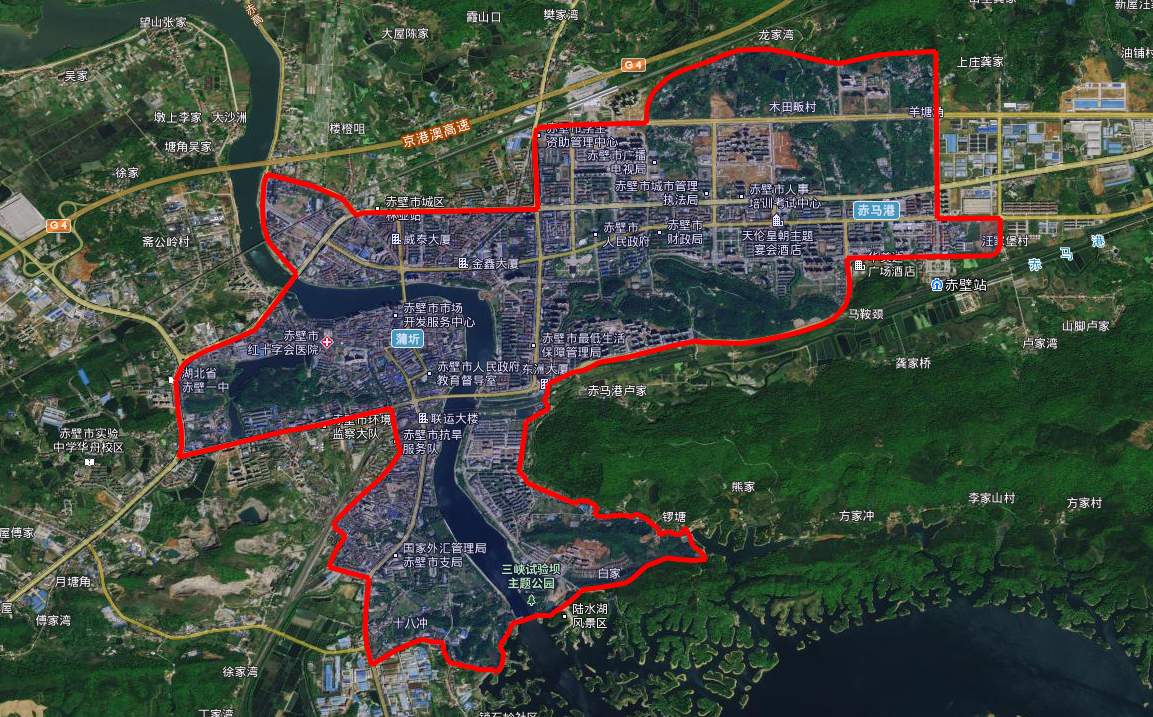 望山张家
赤
高
霞山口
樊家湾
大屋陈家
龙家湾
吴家
G4
上庄龚家
油铺村
墩上李家
大沙洲
木田畈村
羊塘角
楼橙咀
京港澳高速
塘角吴家
资助管理中心
赤壁市广播
电视局
徐家
赤壁市城市管理
执法局
赤壁市人事
培训考试中心
赤壁市城区
赤马港
G4
斋公岭村
威泰大厦
赤壁市
人民政府
赤壁市
财政局
天伦皇朝主题
宴会酒店
汪家堡村
赤
马
港
金鑫大厦
广场酒店
赤壁站
赤壁市市场
开发服务中心
马鞍颈
山脚卢家
赤壁市
红十字会医院
蒲圻
赤壁市最低生活
保障管理局
卢家湾
龚家桥
湖北省
赤壁一中
赤壁市人民政府
教育督导室
东洲大厦
赤马港卢家
赤壁市环境
监察大队
联运大楼
赤壁市抗旱
服务队
赤壁市实验
中学华舟校区
熊家
李家山村
方家村
锣塘
方家冲
屋傅家
国家外汇管理局
赤壁市支局
三峡试验坝
主题公园
白家
月塘角
屋
傅家湾
陆水湖
风景区
十八冲
徐家湾